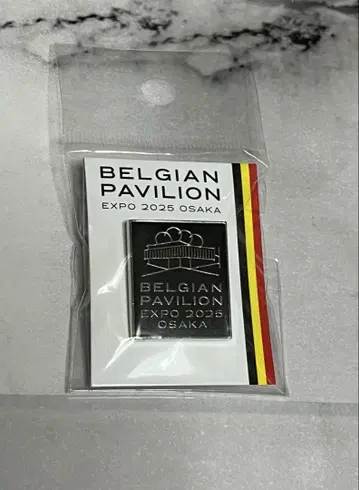 BELGIAN
PAVILION
EXPO 2025 OSAKA
BELGIAN
PAVILION
EXPO 2025
OSAKA